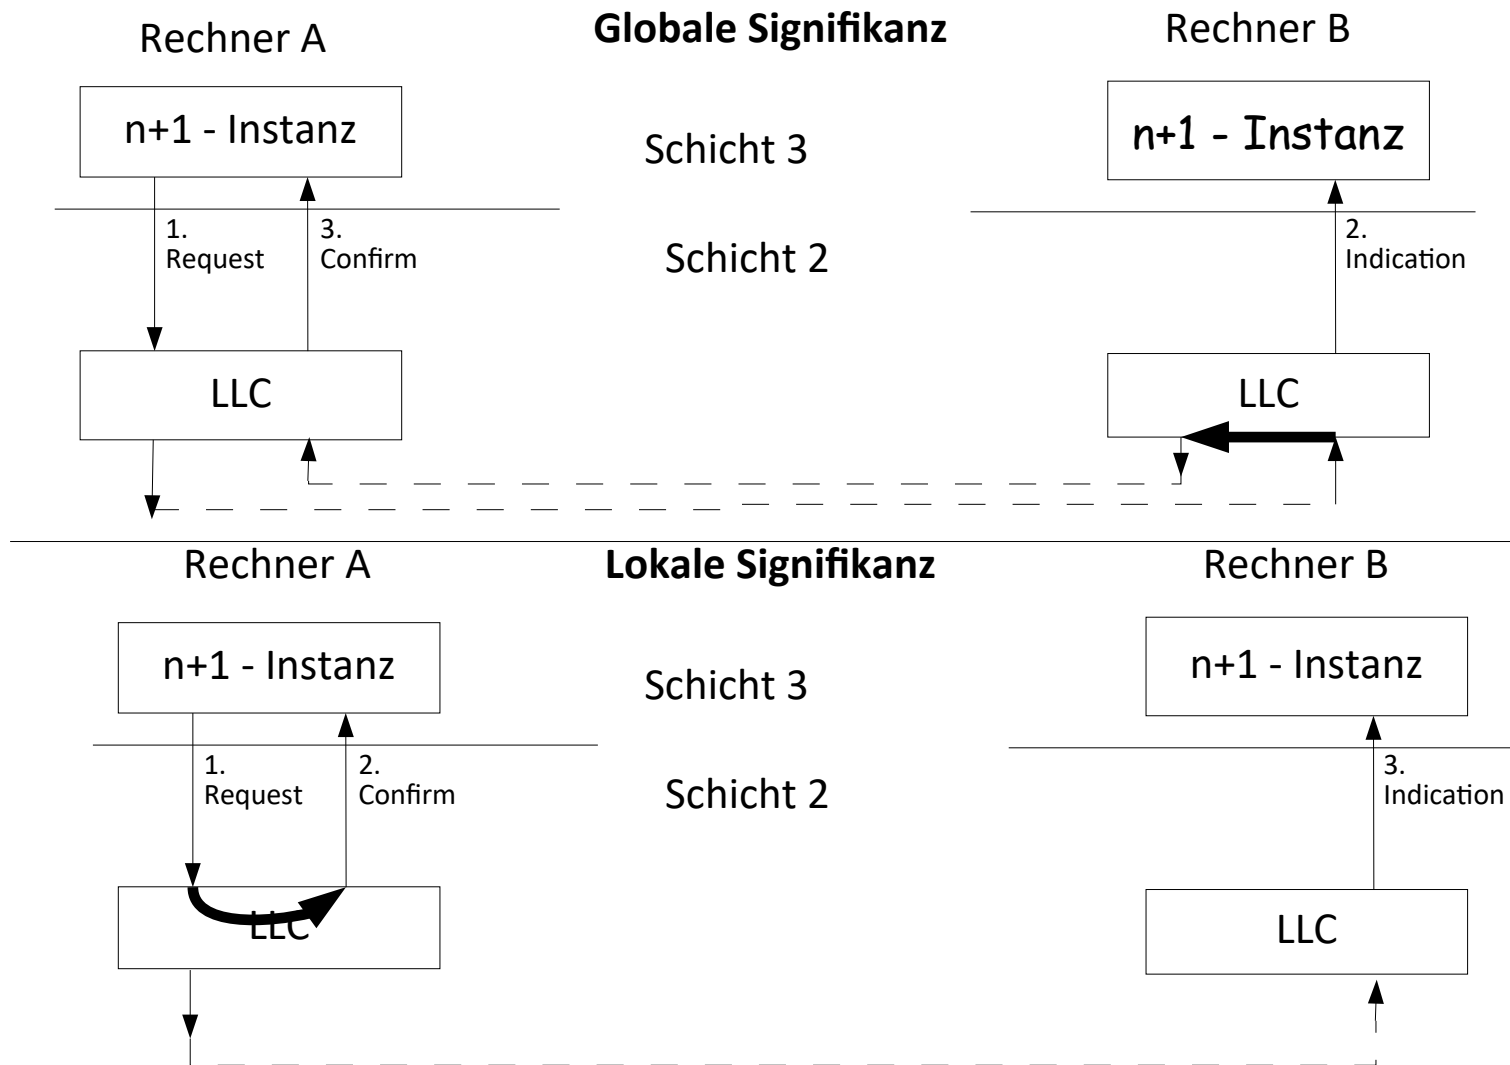 Rechner A
Globale Signifikanz
Rechner B
n+1 - Instanz
Schicht 3
n+1 - Instanz
1.
Request
3.
Confirm
Schicht 2
2.
Indication
LLC
LLC
Rechner A
Lokale Signifikanz
Rechner B
n+1 - Instanz
Schicht 3
n+1 - Instanz
1.
Request
2.
Confirm
Schicht 2
3.
Indication
LLC
LLC